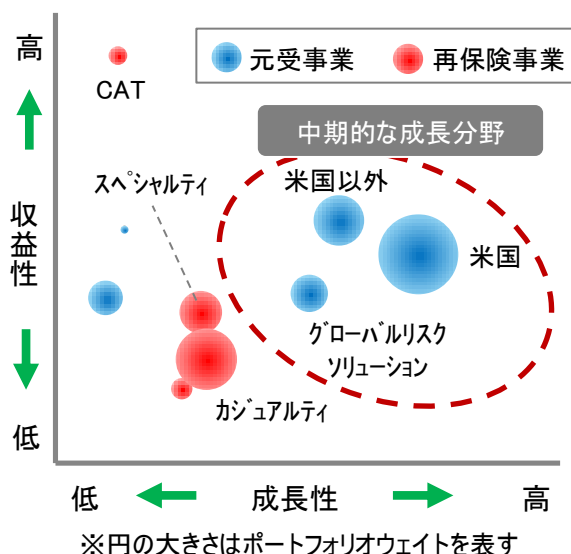 高
元受事業
再保険事業
CAT
中期的な成長分野
スペシャルティ
米国以外
米国
収益性
グローバルリスク
ソリューション
カジュアルティ
低
低
成長性
高
※円の大きさはポートフォリオウェイトを表す